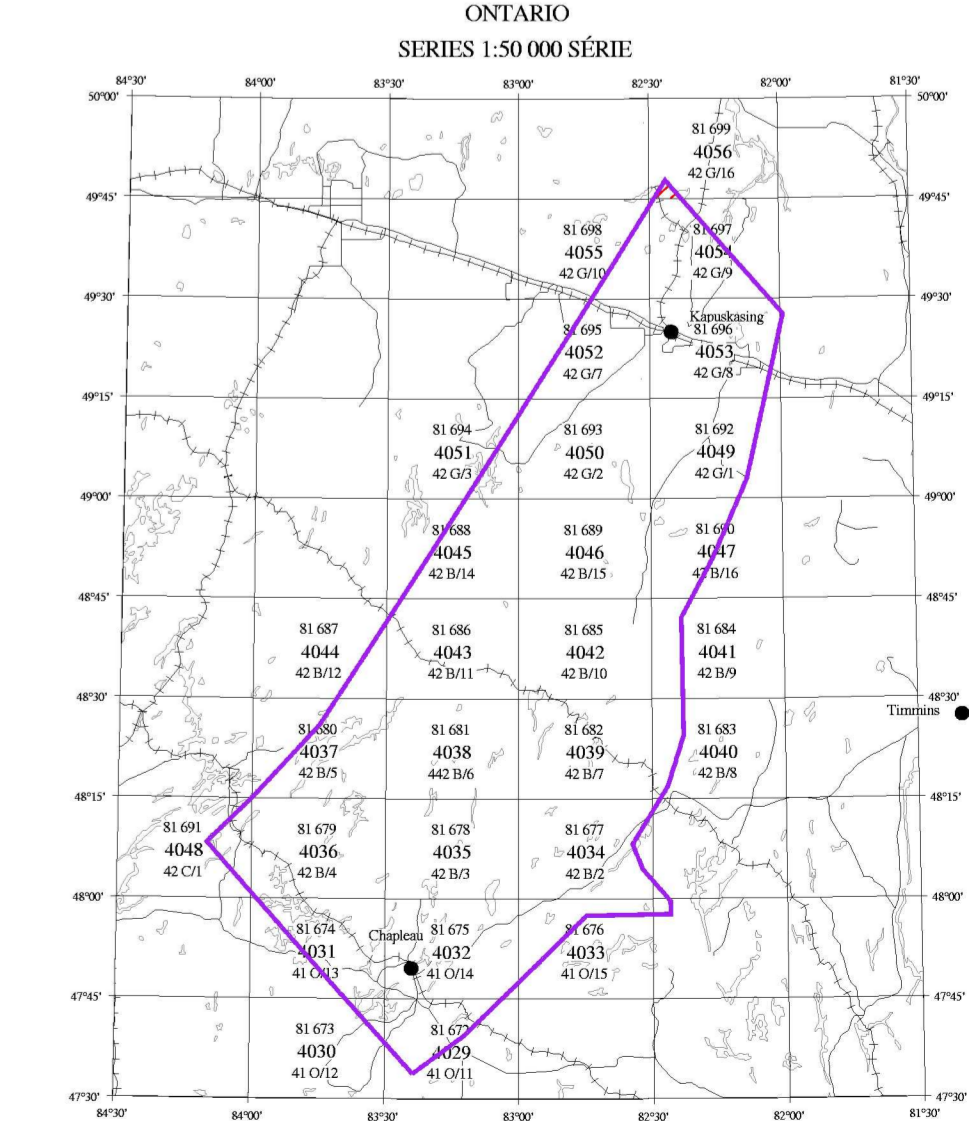 ONTARIO
SERIES 1:50 000 SÉRIE
84°30' 84°00' 83°30' 83°00' 82°30' 82°00' 81°30'
50°00' 50°00'
81 699
4056
42 G/16
49°45' 49°45'
81 698 81 697
4055 4054
42 G/10 42 G/9
49°30' 49°30'
Kapuskasing
81 695 81 696
4052 4053
42 G/7 42 G/8
49°15' 49°15'
81 694 81 693 81 692
4051 4050 4049
42 G/3 42 G/2 42 G/1
49°00' 49°00'
81 688 81 689 81 690
4045 4046 4047
42 B/14 42 B/15 42 B/16
48°45' 48°45'
81 687 81 686 81 685 81 684
4044 4043 4042 4041
42 B/12 42 B/11 42 B/10 42 B/9
48°30' 48°30'
Timmins
81 680 81 681 81 682 81 683
4037 4038 4039 4040
42 B/5 442 B/6 42 B/7 42 B/8
48°15' 48°15'
81 691 81 679 81 678 81 677
4048 4036 4035 4034
42 C/1 42 B/4 42 B/3 42 B/2
48°00' 48°00'
81 674 Chapleau 81 675 81 676
4031 4032 4033
41 O/13 41 O/14 41 O/15
47°45' 47°45'
81 673 81 672
4030 4029
41 O/12 41 O/11
47°30' 47°30'
84°30' 84°00' 83°30' 83°00' 82°30' 82°00' 81°30'